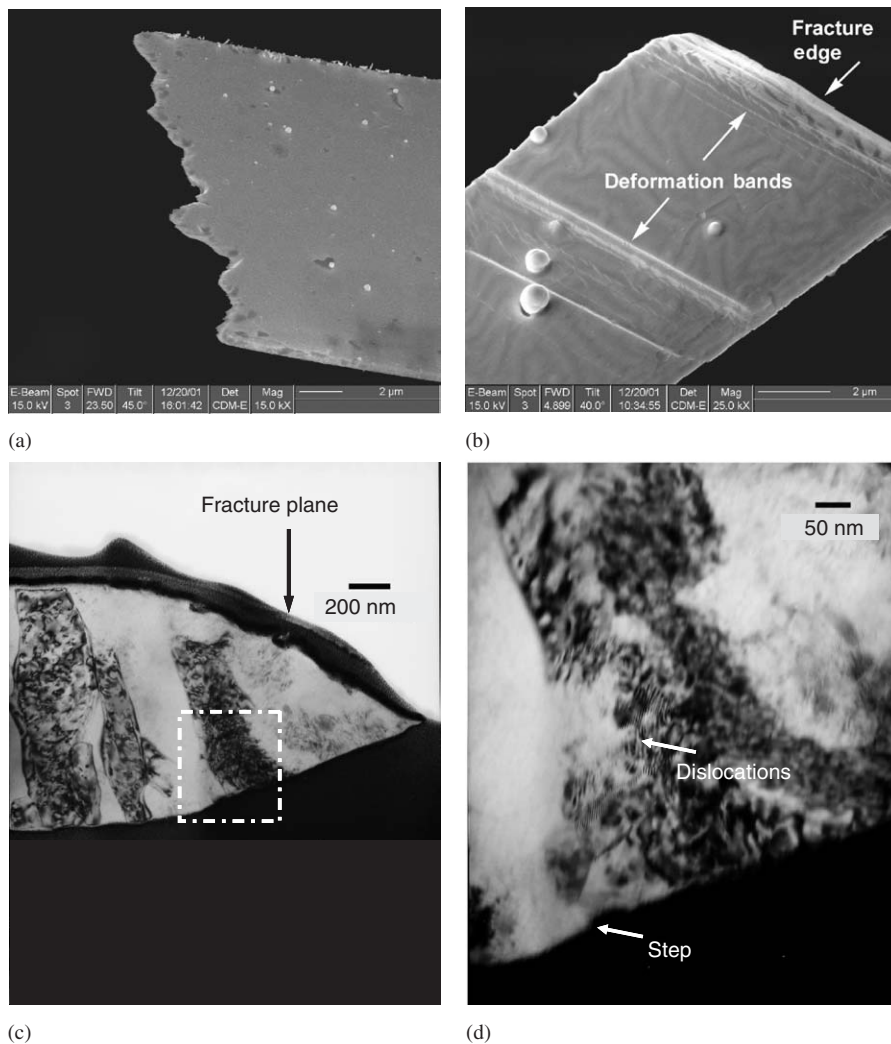 E-Beam Spot FWD Tilt 12/20/01 Det Mag 2 µm
15.0 kV 3 23.50 45.0° 16:01:42 CDM-E 15.0 kX
(a)
Fracture
edge
Deformation bands
E-Beam Spot FWD Tilt 12/20/01 Det Mag 2 µm
15.0 kV 3 4.899 40.0° 10:34:55 CDM-E 25.0 kX
(b)
Fracture plane
200 nm
(c)
50 nm
Dislocations
Step
(d)